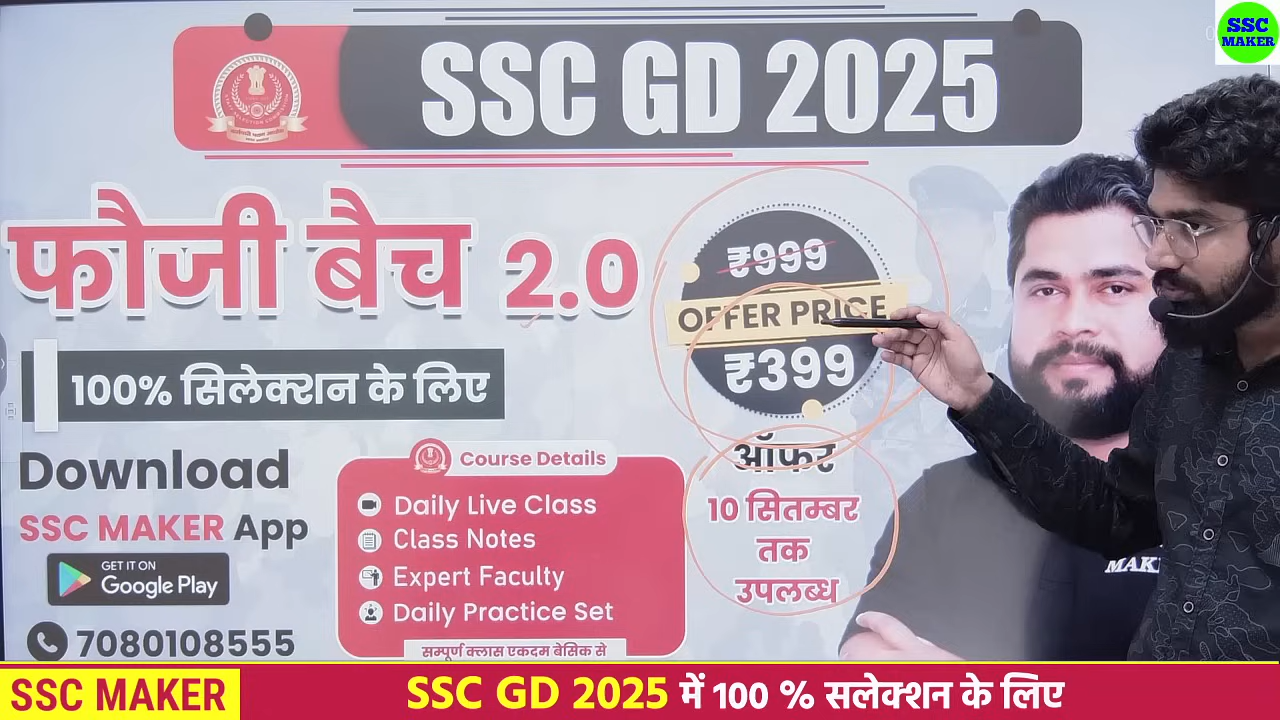 SSC
MAKER
SSC GD 2025
फौजी बैच 2.0
₹999
OFFER PRICE
₹399
100% सिलेक्शन के लिए
ऑफर
10 सितम्बर
तक
उपलब्ध
Download
SSC MAKER App
GET IT ON
Google Play
7080108555
Course Details
Daily Live Class
Class Notes
Expert Faculty
Daily Practice Set
सम्पूर्ण क्लास एकदम बेसिक से
SSC MAKER
SSC GD 2025 में 100 % सलेक्शन के लिए